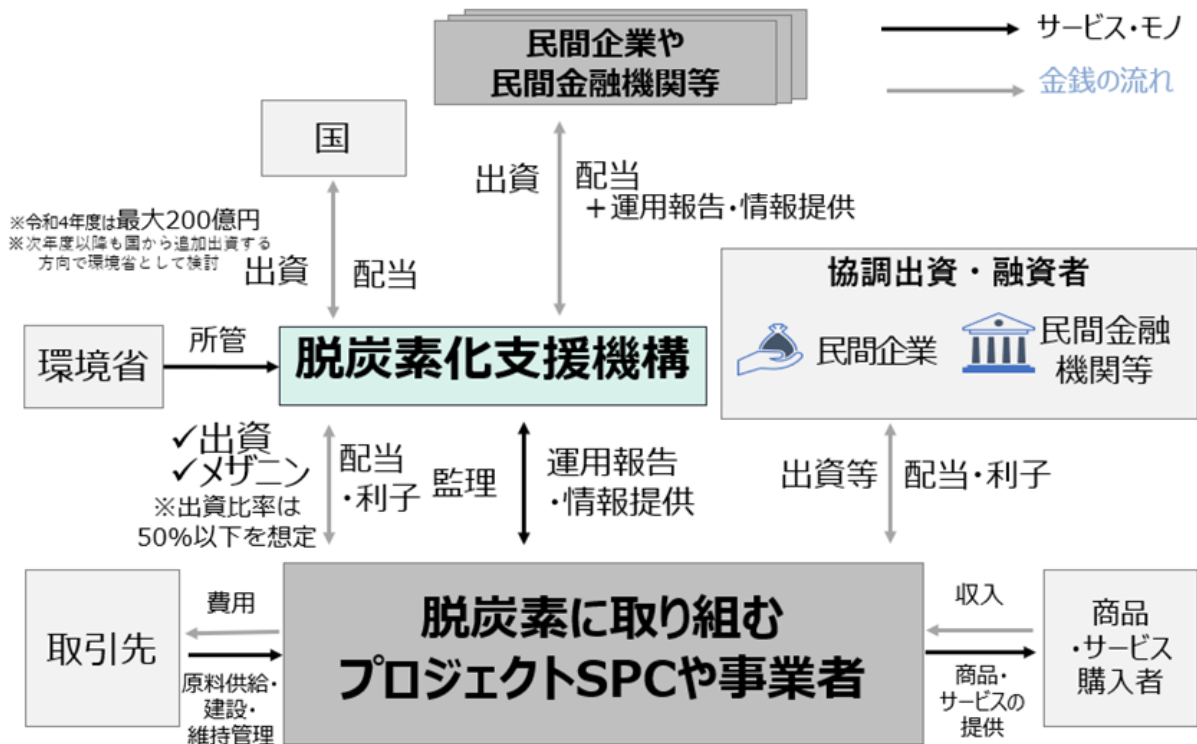 民間企業や
民間金融機関等
サービス・モノ
金銭の流れ
国
出資
配当
＋運用報告・情報提供
※令和4年度は最大200億円
※次年度以降も国から追加出資する
方向で環境省として検討
出資
配当
協調出資・融資者
民間企業
民間金融
機関等
環境省
所管
脱炭素化支援機構
✓出資
✓メザニン
※出資比率は
50%以下を想定
配当
・利子
監理
運用報告
・情報提供
出資等
配当・利子
取引先
費用
原料供給・
建設・
維持管理
脱炭素に取り組む
プロジェクトSPCや事業者
収入
商品・
サービスの
提供
商品
・サービス
購入者